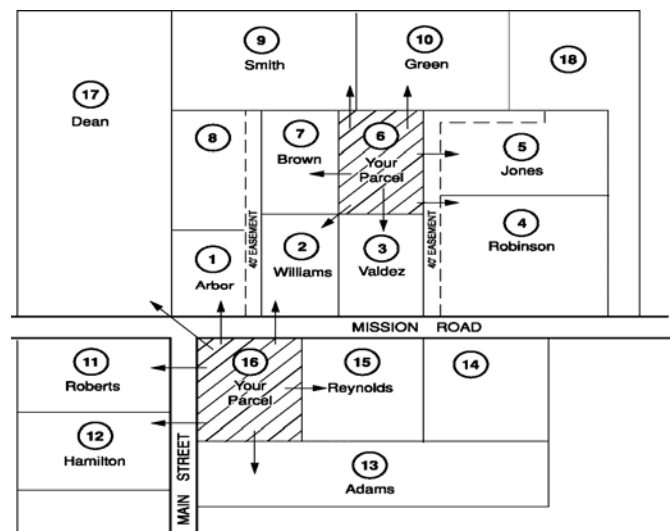 9
Smith
10
Green
18
17
Dean
8
7
Brown
6
Your
Parcel
5
Jones
40' EASEMENT
40' EASEMENT
4
Robinson
1
Arbor
2
Williams
3
Valdez
MISSION ROAD
11
Roberts
16
Your
Parcel
15
Reynolds
14
12
Hamilton
MAIN STREET
13
Adams